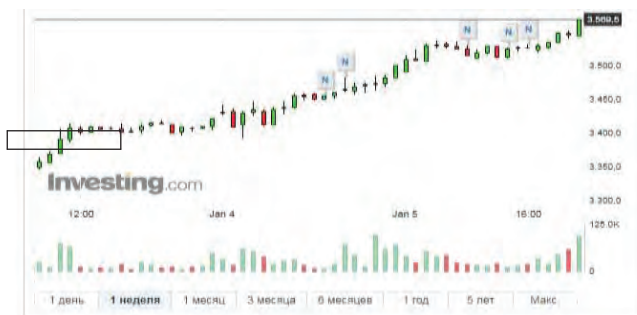 3.569,5
N N N N N
3.500,0
3.450,0
3.400,0
3.350,0
3.300,0
Investing.com
12:00 Jan 4 Jan 5 16:00
125.0K
0
1 день 1 неделя 1 месяц 3 месяца 6 месяцев 1 год 5 лет Макс.